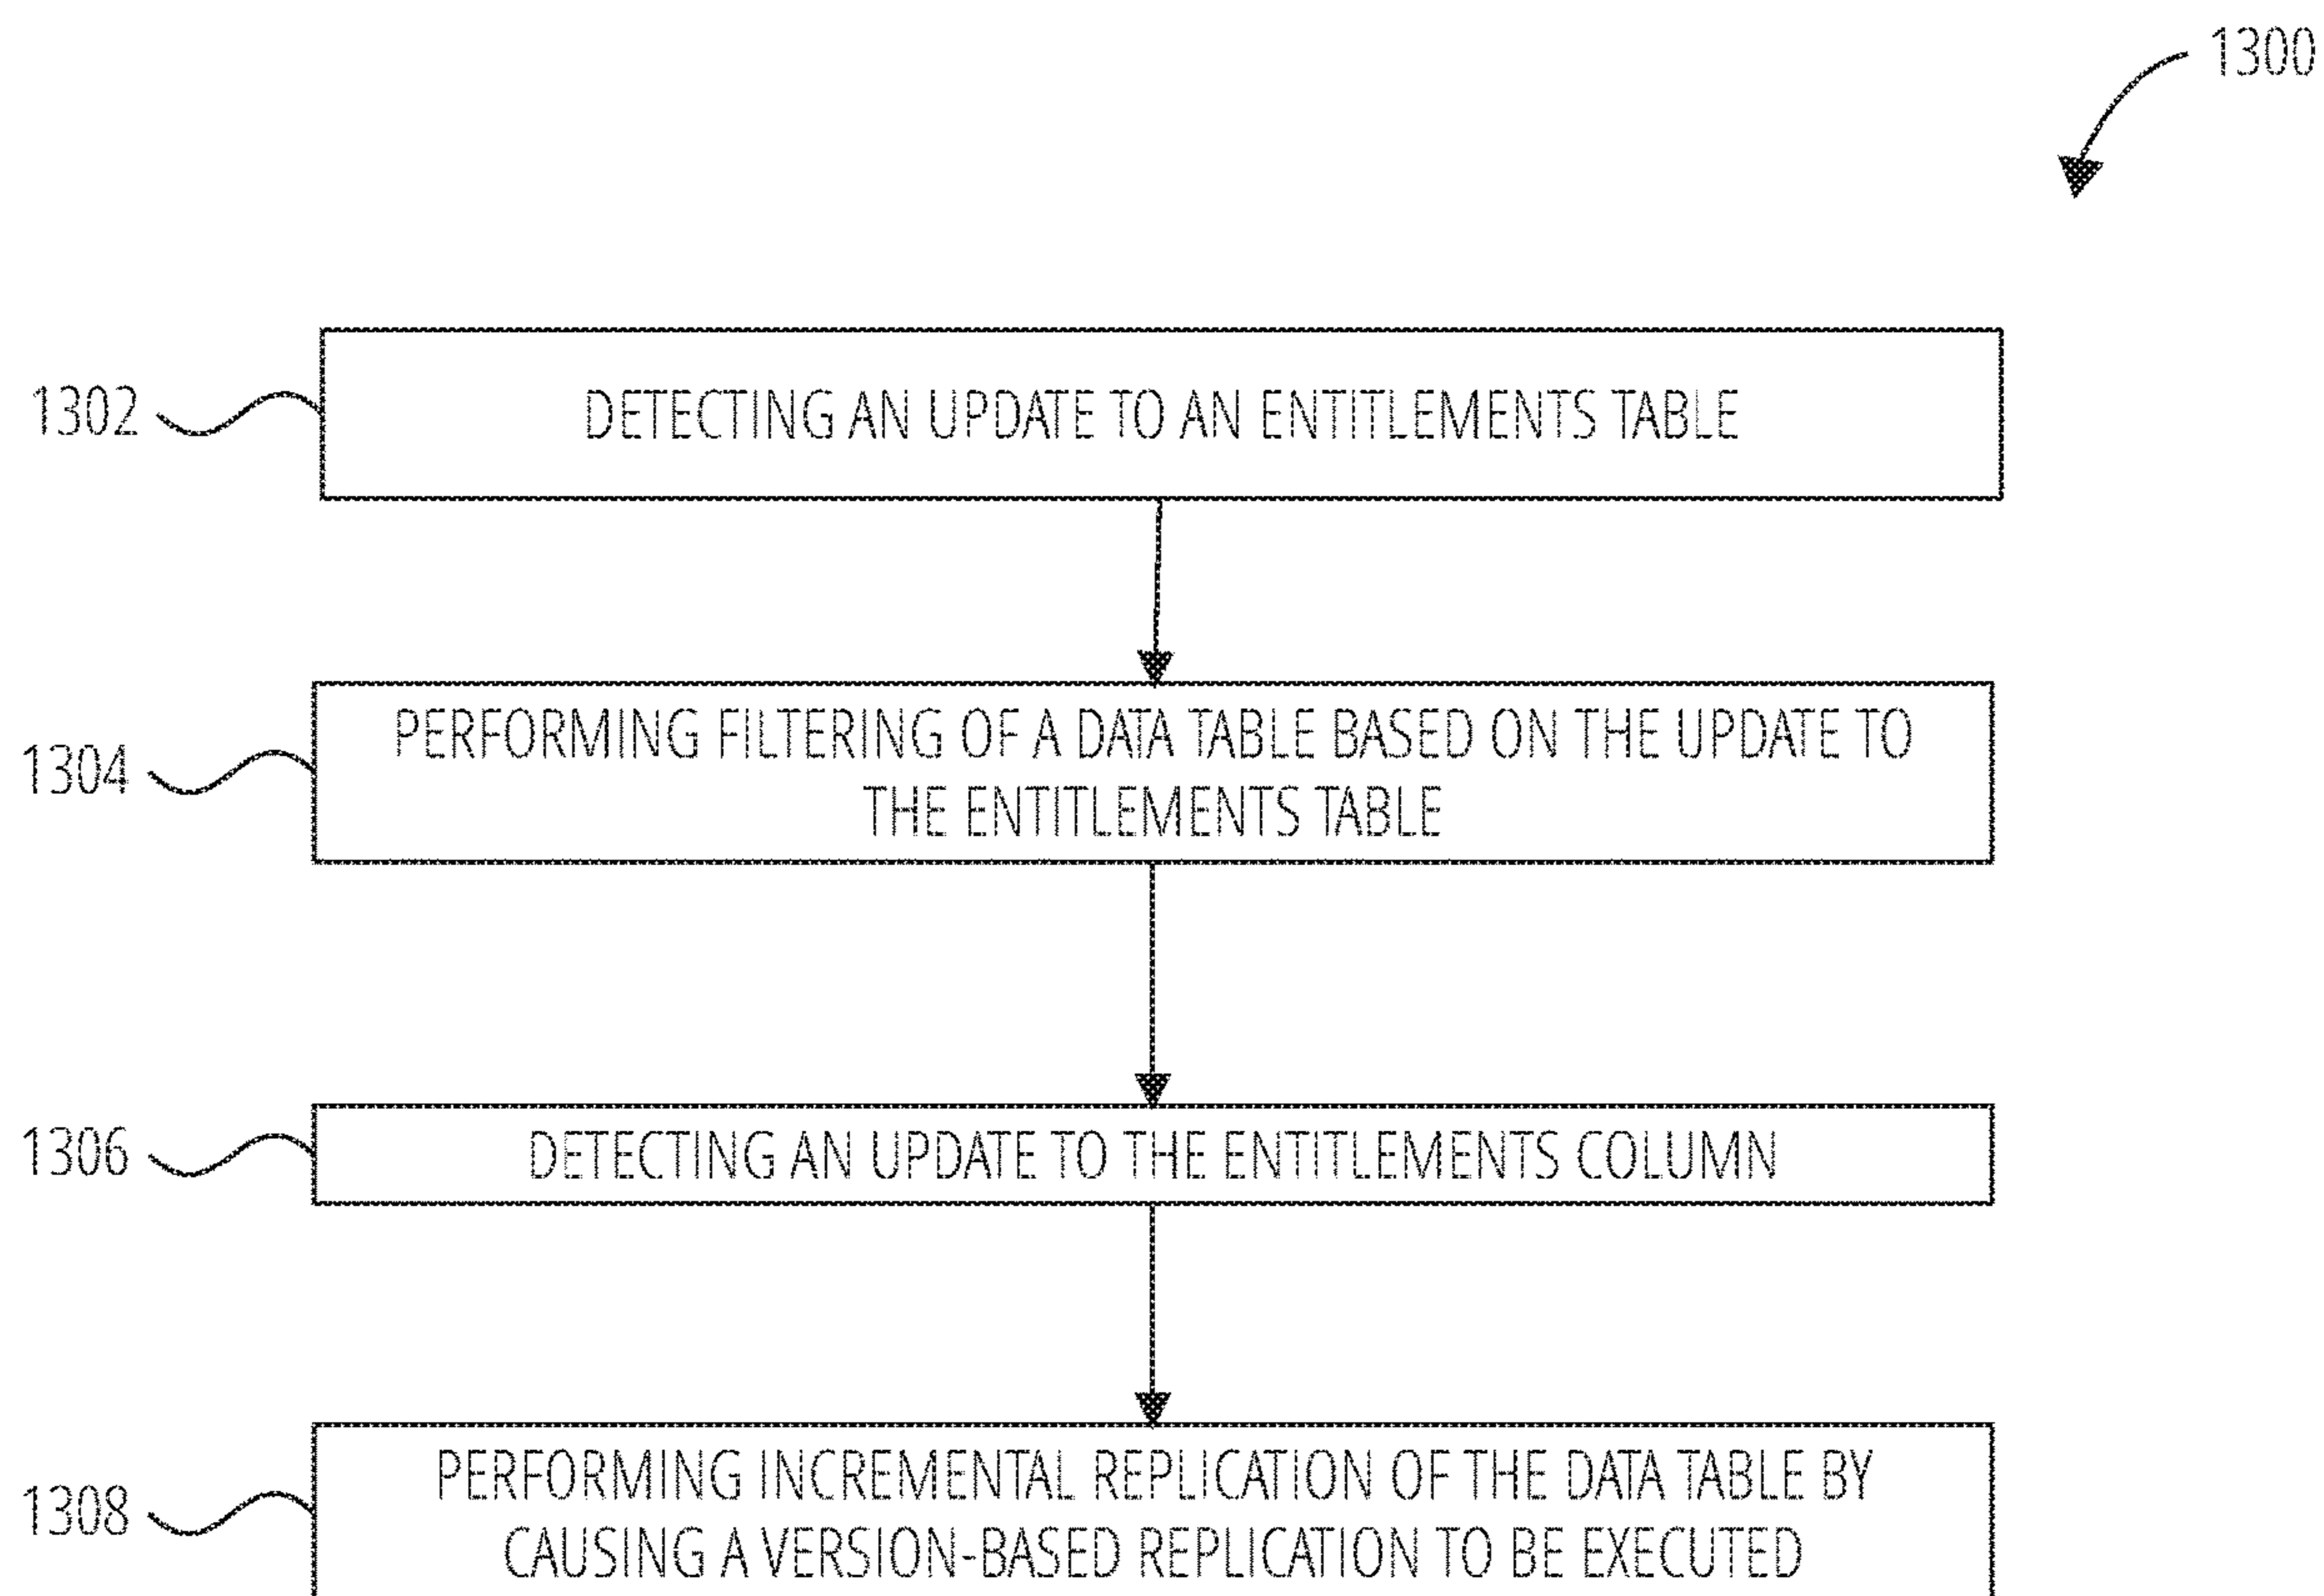 1300
1302
DETECTING AN UPDATE TO AN ENTITLEMENTS TABLE
1304
PERFORMING FILTERING OF A DATA TABLE BASED ON THE UPDATE TO
THE ENTITLEMENTS TABLE
1306
DETECTING AN UPDATE TO THE ENTITLEMENTS COLUMN
1308
PERFORMING INCREMENTAL REPLICATION OF THE DATA TABLE BY
CAUSING A VERSION-BASED REPLICATION TO BE EXECUTED